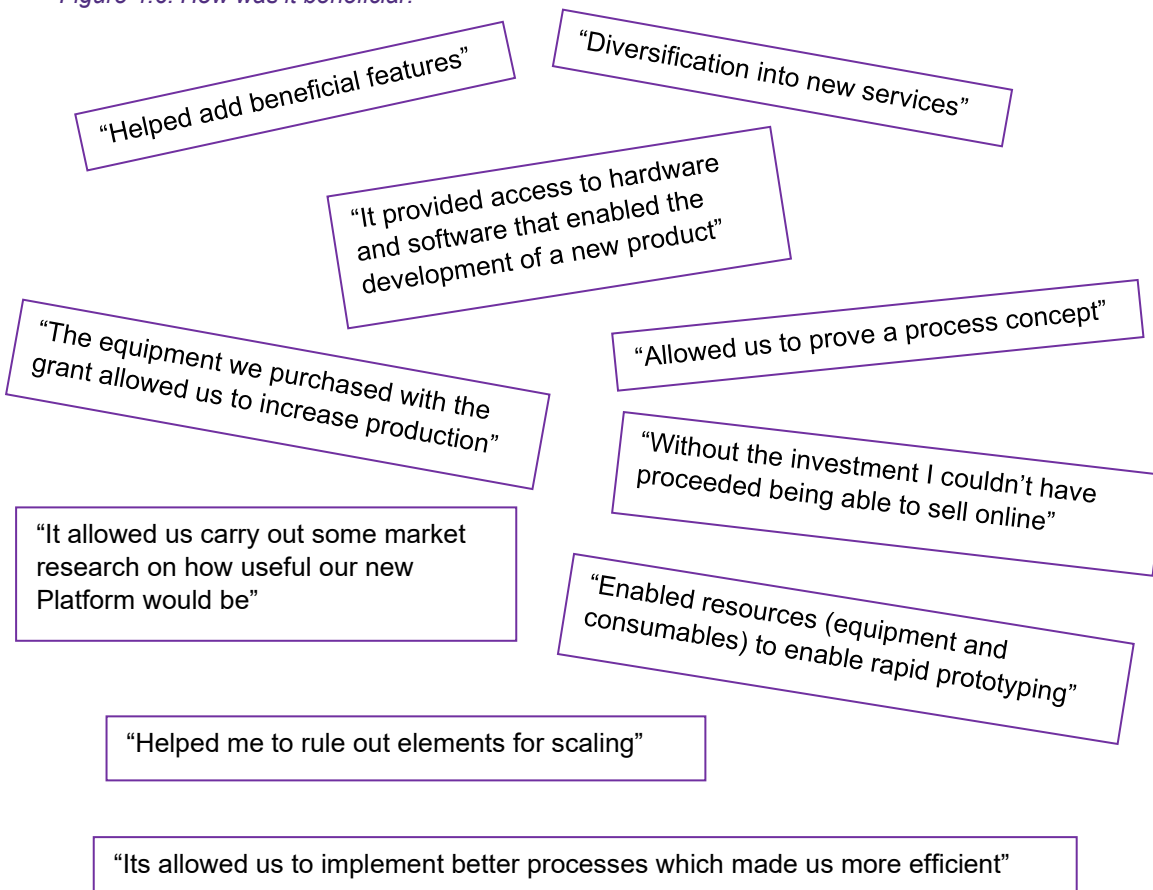 Figure How was it beneficial?
“Helped add beneficial features”
“Diversification into new services”
“It provided access to hardware
and software that enabled the
development of a new product”
“The equipment we purchased with the
grant allowed us to increase production”
“Allowed us to prove a process concept”
“Without the investment I couldn’t have
proceeded being able to sell online”
“It allowed us carry out some market
research on how useful our new
Platform would be”
“Enabled resources (equipment and
consumables) to enable rapid prototyping”
“Helped me to rule out elements for scaling”
“Its allowed us to implement better processes which made us more efficient”